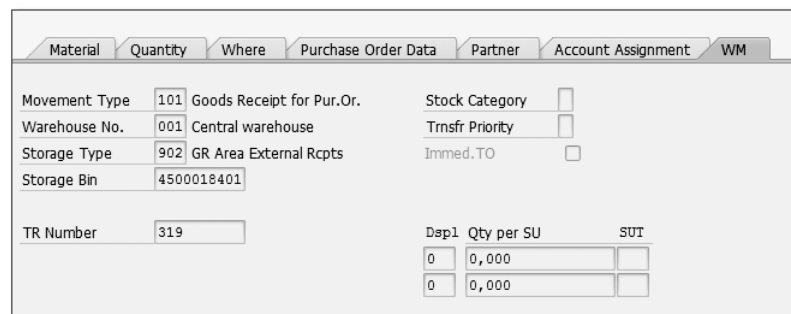 Material Quantity Where Purchase Order Data Partner Account Assignment WM
Movement Type 101 Goods Receipt for Pur.Or. Stock Category
Warehouse No. 001 Central warehouse Trnsfr Priority
Storage Type 902 GR Area External Rcpts Immed.TO
Storage Bin 4500018401
TR Number 319 Dspl Qty per SU SUT
0 0,000
0 0,000